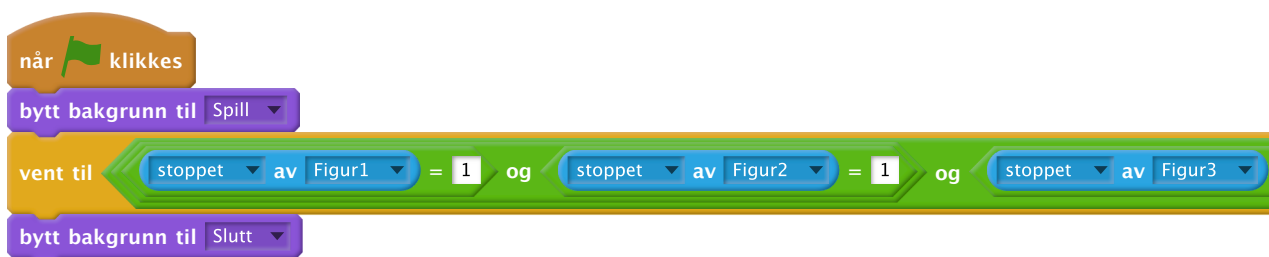 når klikkes
bytt bakgrunn til Spill
vent til stoppet av Figur1 = 1 og stoppet av Figur2 = 1 og stoppet av Figur3
bytt bakgrunn til Slutt